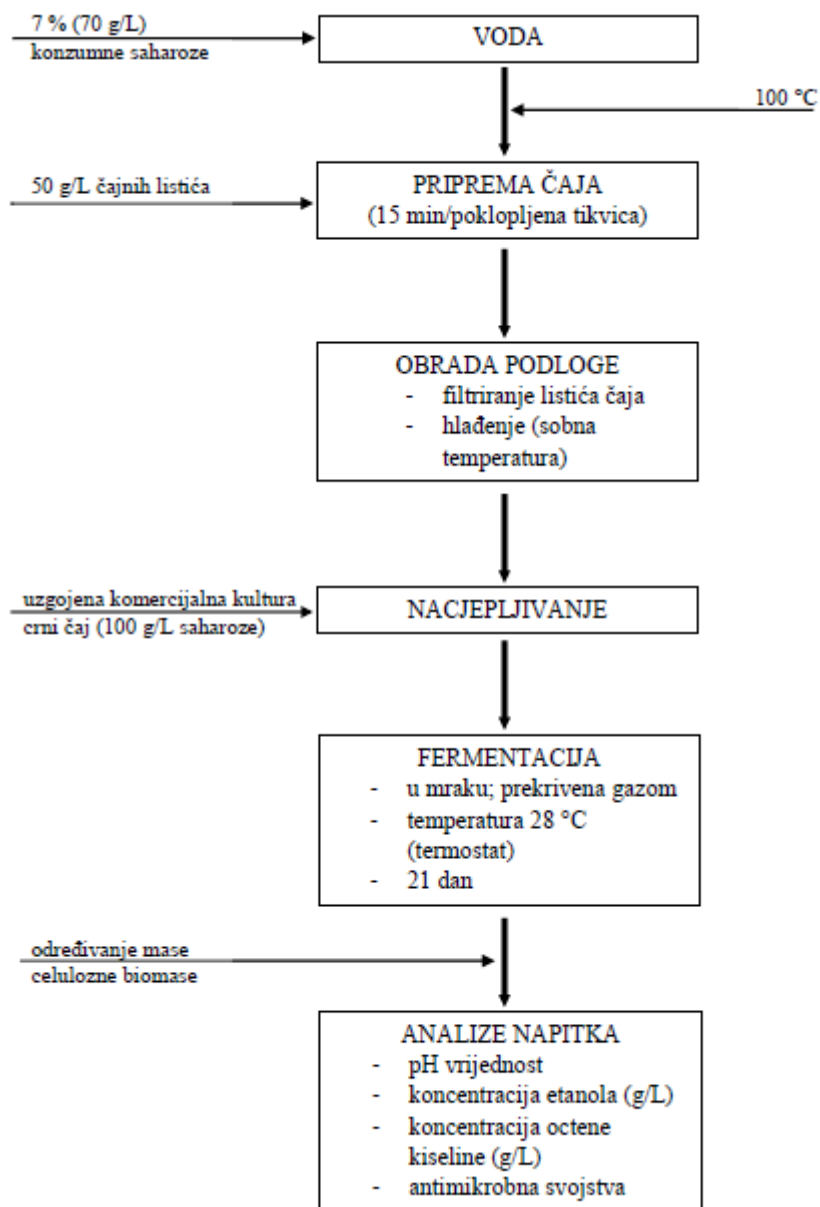 7 % (70 g/L)
konzumne saharoze
VODA
100 °C
50 g/L čajnih listića
PRIPREMA ČAJA
(15 min/poklopljena tikvica)
OBRADA PODLOGE
- filtriranje listića čaja
- hlađenje (sobna
temperatura)
uzgojena komercijalna kultura
crni čaj (100 g/L saharoze)
NACJEPLJIVANJE
FERMENTACIJA
- u mraku; prekrivena gazom
- temperatura 28 °C
(termostat)
- 21 dan
određivanje mase
celulozne biomase
ANALIZE NAPITKA
- pH vrijednost
- koncentracija etanola (g/L)
- koncentracija octene
kiseline (g/L)
- antimikrobna svojstva